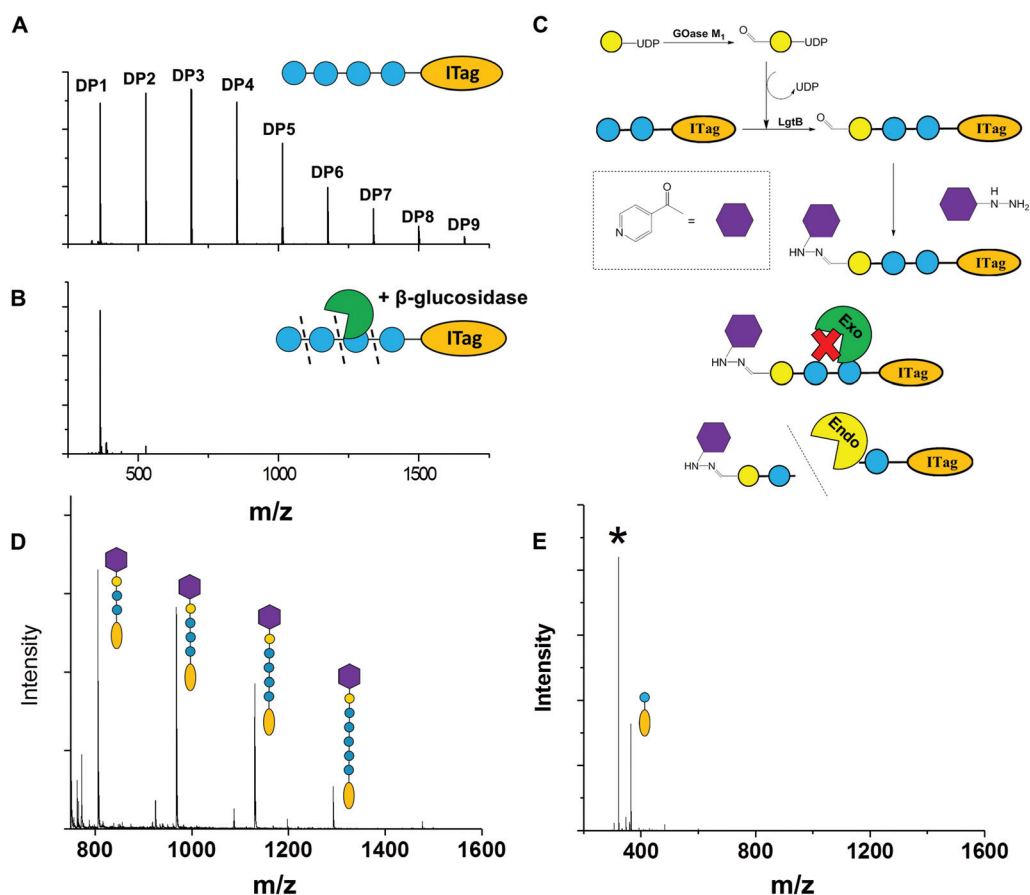 A
DP1
DP2
DP3
DP4
DP5
DP6
DP7
DP8
DP9
ITag
B
+ β-glucosidase
ITag
500
1000
1500
m/z
C
UDP
GOase M1
O
UDP
UDP
LgtB
ITag
O
ITag
O
N
=
H
N
NH2
HN
N
ITag
Exo
HN
N
ITag
Endo
HN
N
ITag
D
Intensity
800
1000
1200
1400
1600
m/z
E
*
Intensity
400
800
1200
1600
m/z